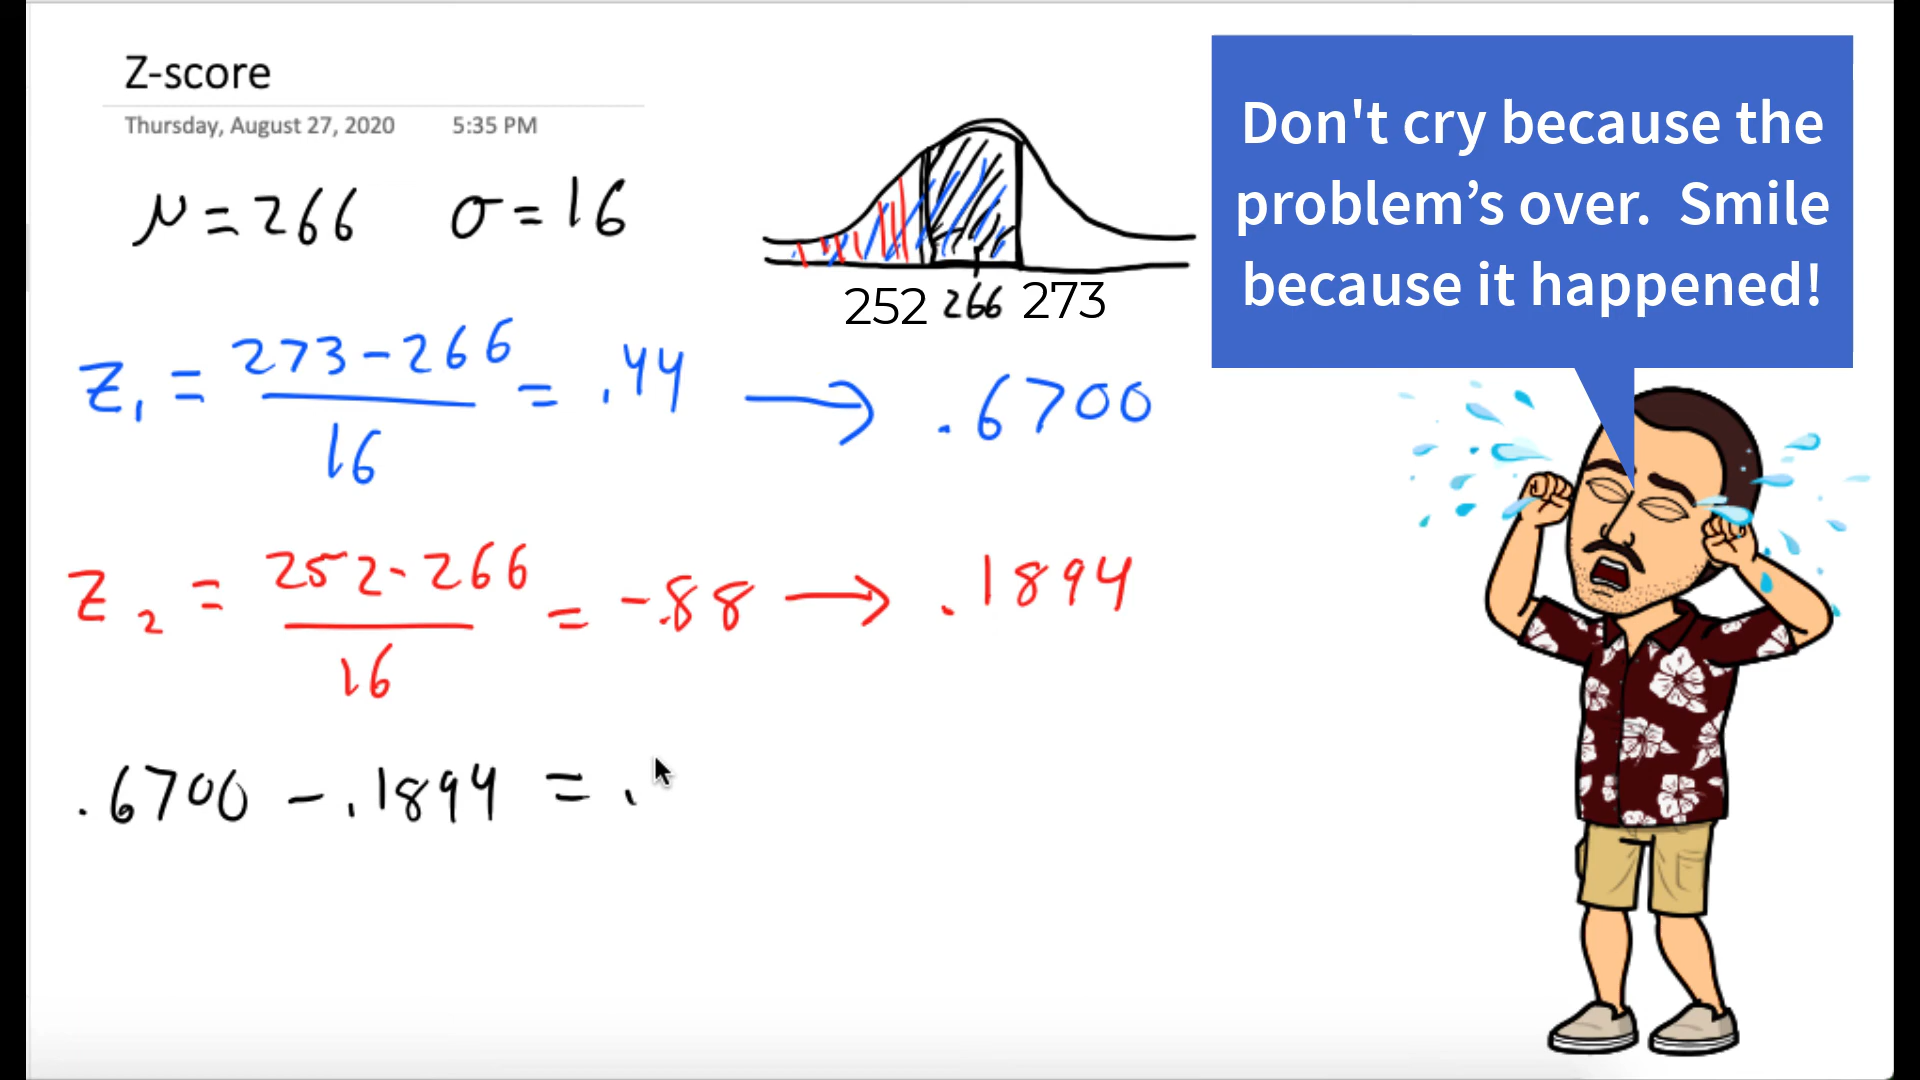 Z-score
Thursday, August 27, 2020 5:35 PM
μ = 266 σ = 16
252 266 273
Z₁ = 273 - 266 / 16 = .44 → .6700
Z₂ = 252 - 266 / 16 = -.88 → .1894
.6700 - .1894 = .
Don't cry because the
problem’s over. Smile
because it happened!